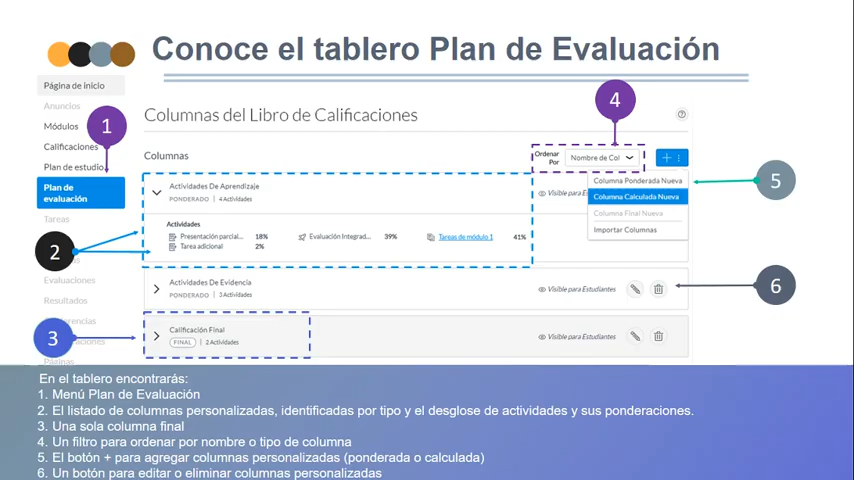 Conoce el tablero Plan de Evaluación
Página de inicio
Anuncios
Módulos
Calificaciones
Plan de estudio
Plan de evaluación
Tareas
Evaluaciones
Resultados
Páginas
1
2
3
Columnas del Libro de Calificaciones
Columnas
4
Ordenar Por
Nombre de Col
+
Columna Ponderada Nueva
Columna Calculada Nueva
Columna Final Nueva
Importar Columnas
5
Actividades De Aprendizaje
PONDERADO | 4 Actividades
Visible para Es
Actividades
Presentación parcial... 18%
Evaluación Integrad... 39%
Tareas de módulo 1 41%
Tarea adicional 2%
Actividades De Evidencia
PONDERADO | 3 Actividades
Visible para Estudiantes
6
Calificación Final
FINAL | 2 Actividades
Visible para Estudiantes
En el tablero encontrarás:
1. Menú Plan de Evaluación
2. El listado de columnas personalizadas, identificadas por tipo y el desglose de actividades y sus ponderaciones.
3. Una sola columna final
4. Un filtro para ordenar por nombre o tipo de columna
5. El botón + para agregar columnas personalizadas (ponderada o calculada)
6. Un botón para editar o eliminar columnas personalizadas